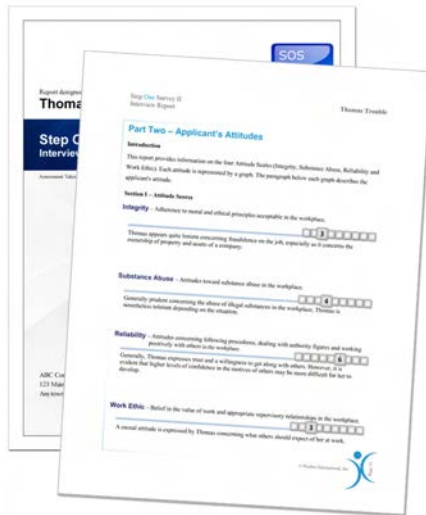 SOS
Report designed
Thoma
Step O
Interview
Assessment Taken
ABC Co
123 Main
Anytown
Step One Survey II
Interview Report
Thomas Trouble
Part Two – Applicant's Attitudes
Introduction
This report provides information on the four Attitude Scales (Integrity, Substance Abuse, Reliability and
Work Ethic). Each attitude is represented by a graph. The paragraph below each graph describes the
applicant's attitude.
Section I – Attitude Scores
Integrity – Adherence to moral and ethical principles acceptable in the workplace.
3
Thomas appears quite lenient concerning fraudulence on the job, especially as it concerns the
ownership of property and assets of a company.
Substance Abuse – Attitudes toward substance abuse in the workplace.
4
Generally prudent concerning the abuse of illegal substances in the workplace, Thomas is
nevertheless tolerant depending on the situation.
Reliability – Attitudes concerning following procedures, dealing with authority figures and working
positively with others in the workplace.
6
Generally, Thomas expresses trust and a willingness to get along with others. However, it is
evident that higher levels of confidence in the motives of others may be more difficult for her to
develop.
Work Ethic – Belief in the value of work and appropriate supervisory relationships in the workplace.
3
A moral attitude is expressed by Thomas concerning what others should expect of her at work.